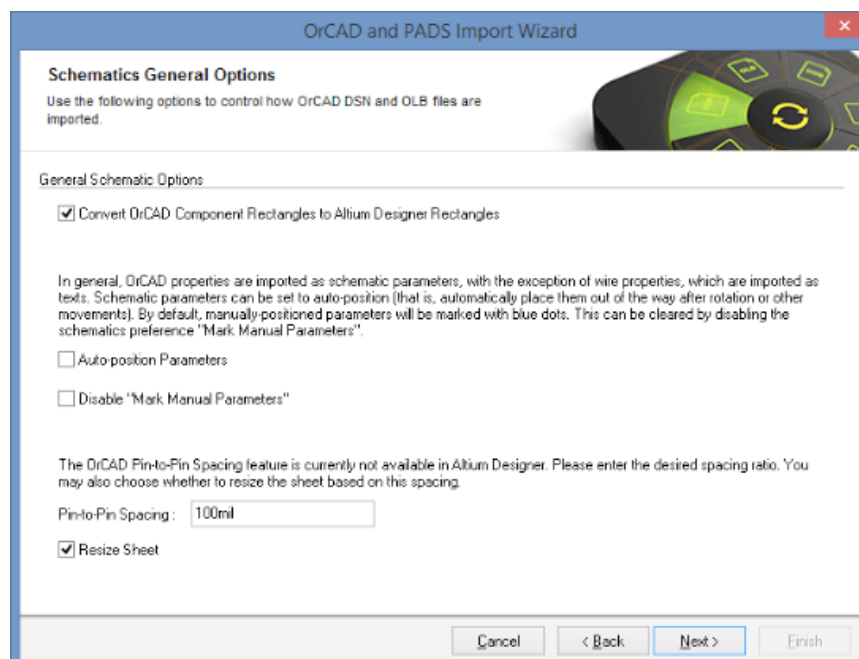 OrCAD and PADS Import Wizard
Schematics General Options
Use the following options to control how OrCAD DSN and OLB files are
imported.
General Schematic Options
Convert OrCAD Component Rectangles to Altium Designer Rectangles
In general, OrCAD properties are imported as schematic parameters, with the exception of wire properties, which are imported as
texts. Schematic parameters can be set to auto-position (that is, automatically place them out of the way after rotation or other
movements). By default, manually-positioned parameters will be marked with blue dots. This can be cleared by disabling the
schematics preference "Mark Manual Parameters".
Auto-position Parameters
Disable "Mark Manual Parameters"
The OrCAD Pin-to-Pin Spacing feature is currently not available in Altium Designer. Please enter the desired spacing ratio. You
may also choose whether to resize the sheet based on this spacing.
Pin-to-Pin Spacing : 100mil
Resize Sheet
Cancel < Back Next > Finish